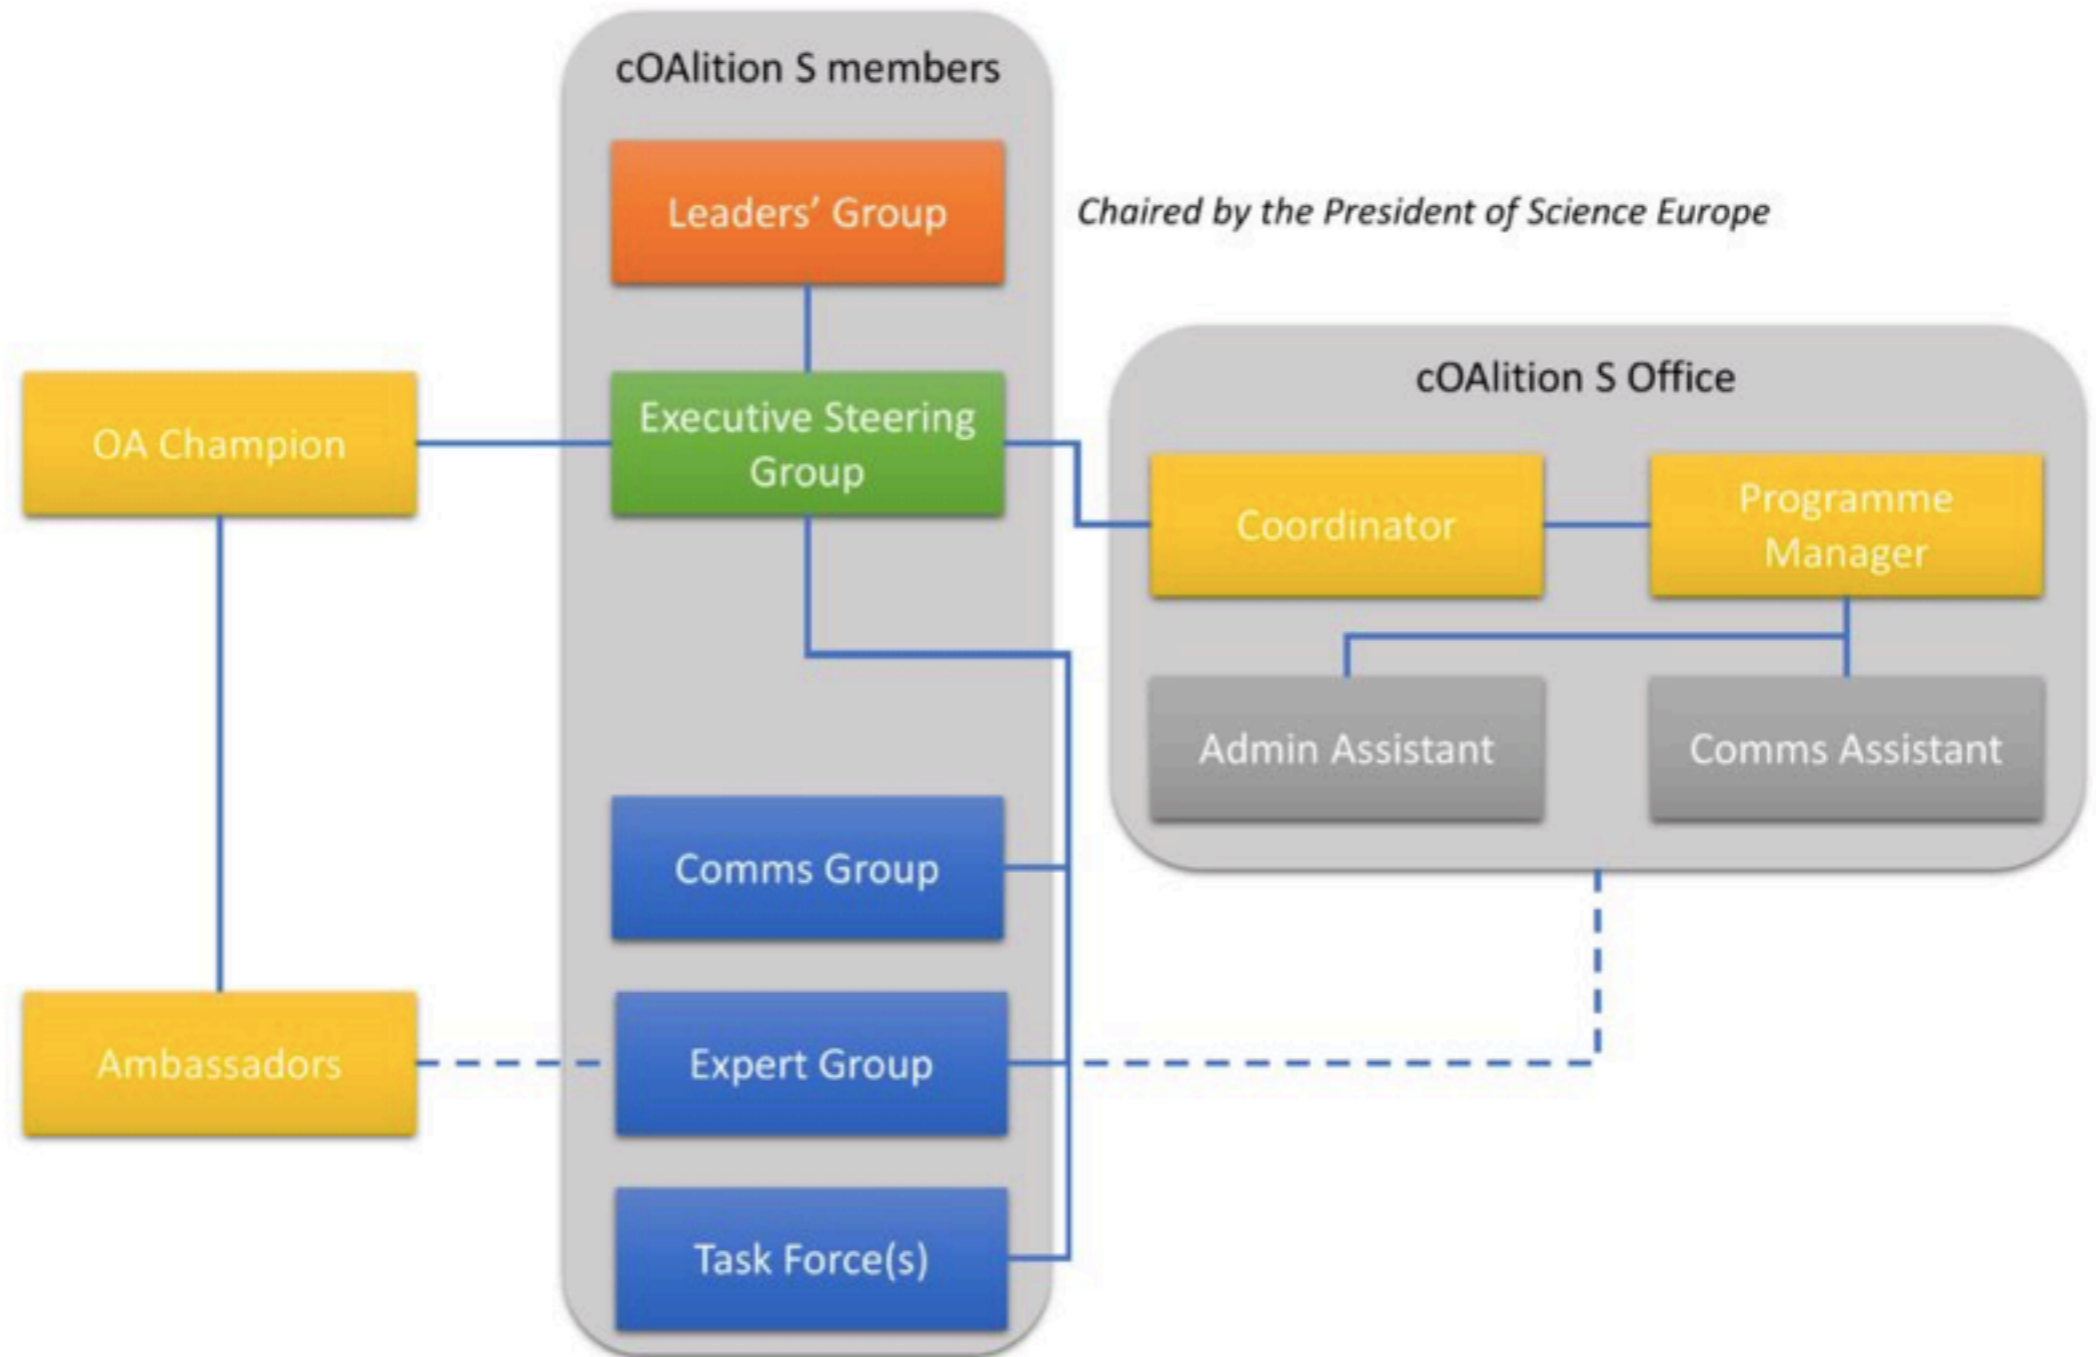 cOAlition S members
Leaders’ Group
Chaired by the President of Science Europe
OA Champion
Executive Steering
Group
cOAlition S Office
Coordinator
Programme
Manager
Admin Assistant
Comms Assistant
Comms Group
Ambassadors
Expert Group
Task Force(s)